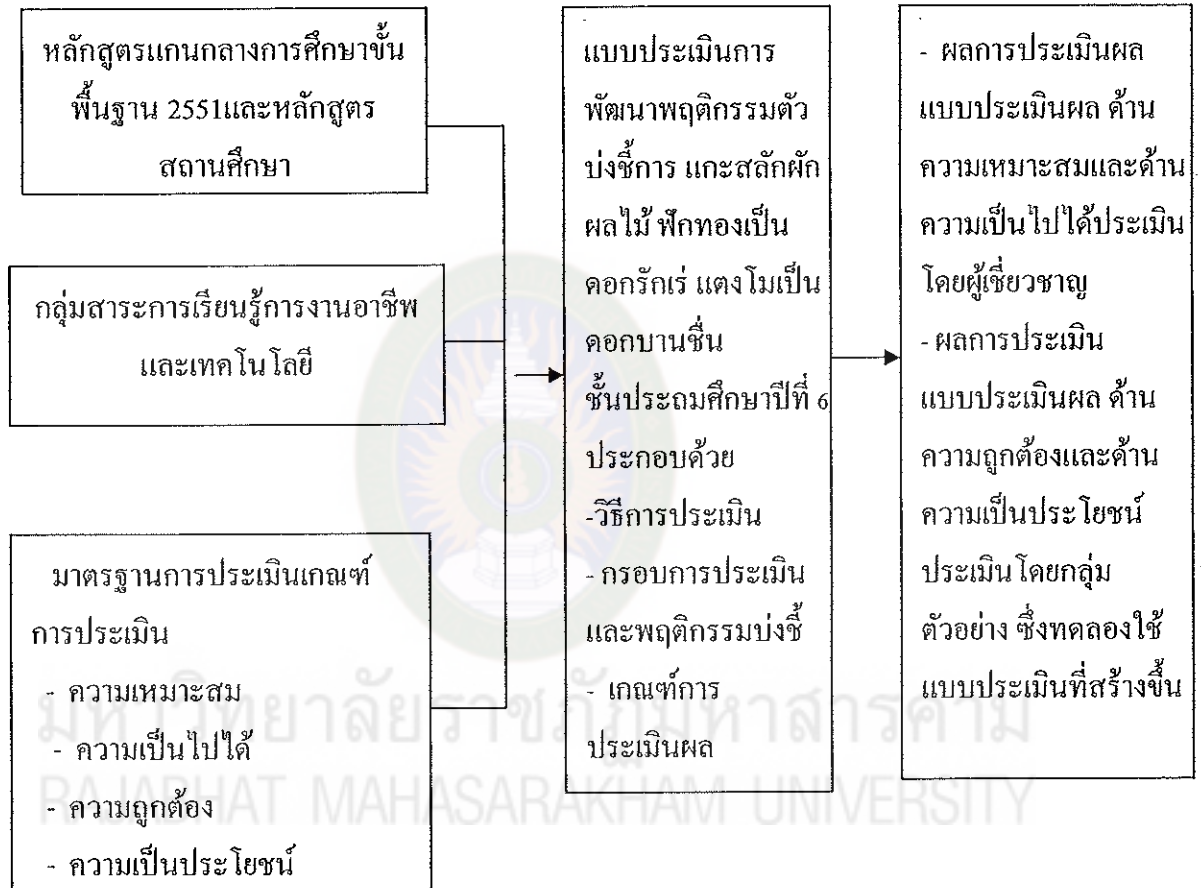 หลักสูตรแกนกลางการศึกษาขั้น
พื้นฐาน 2551และหลักสูตร
สถานศึกษา
กลุ่มสาระการเรียนรู้การงานอาชีพ
และเทคโนโลยี
มาตรฐานการประเมินเกณฑ์
การประเมิน
- ความเหมาะสม
- ความเป็นไปได้
- ความถูกต้อง
- ความเป็นประโยชน์
แบบประเมินการ
พัฒนาพฤติกรรมตัว
บ่งชี้การ แกะสลักผัก
ผลไม้ ฟักทองเป็น
ดอกรักเร่ แตงโมเป็น
ดอกบานชื่น
ชั้นประถมศึกษาปีที่ 6
ประกอบด้วย
-วิธีการประเมิน
- กรอบการประเมิน
และพฤติกรรมบ่งชี้
- เกณฑ์การ
ประเมินผล
- ผลการประเมินผล
แบบประเมินผล ด้าน
ความเหมาะสมและด้าน
ความเป็นไปได้ประเมิน
โดยผู้เชี่ยวชาญ
- ผลการประเมิน
แบบประเมินผล ด้าน
ความถูกต้องและด้าน
ความเป็นประโยชน์
ประเมินโดยกลุ่ม
ตัวอย่าง ซึ่งทดลองใช้
แบบประเมินที่สร้างขึ้น
มหาวิทยาลัยราชภัฏมหาสารคาม
RAJABHAT MAHASARAKHAM UNIVERSITY